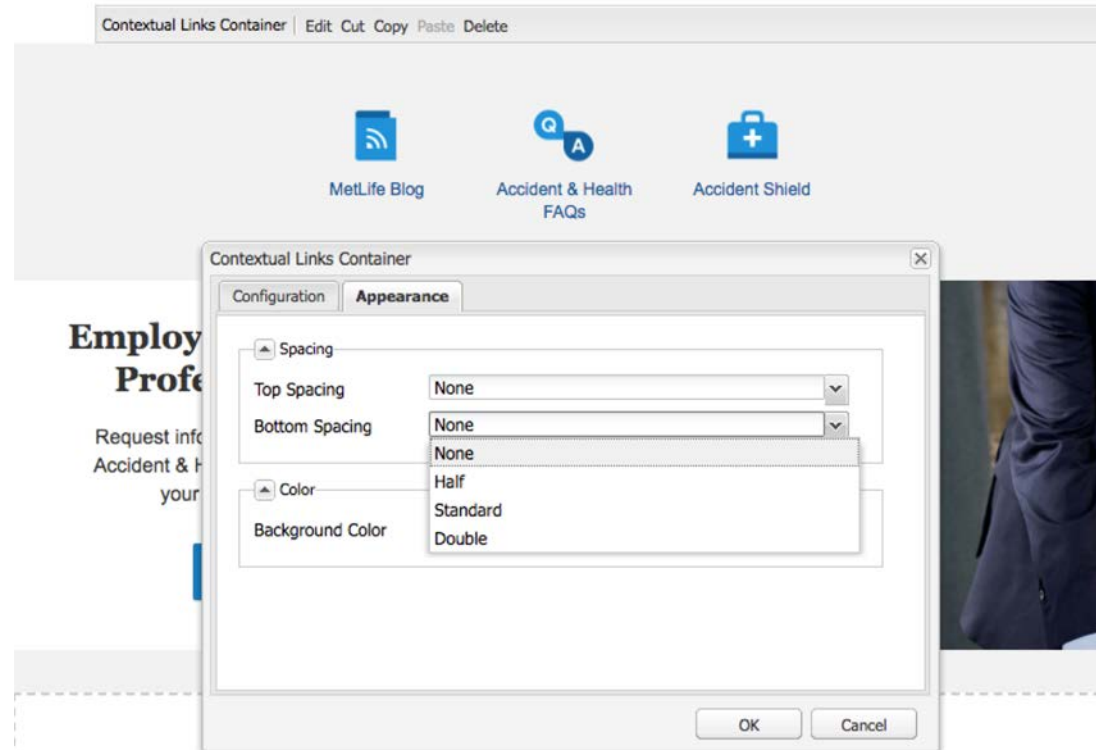 Contextual Links Container Edit Cut Copy Paste Delete
Q
A
MetLife Blog
Accident & Health
FAQs
Accident Shield
Contextual Links Container
Configuration Appearance
Employ
Profe
Request info
Accident & H
your
Spacing
Top Spacing None
Bottom Spacing None
None
Half
Standard
Double
Color
Background Color
OK Cancel